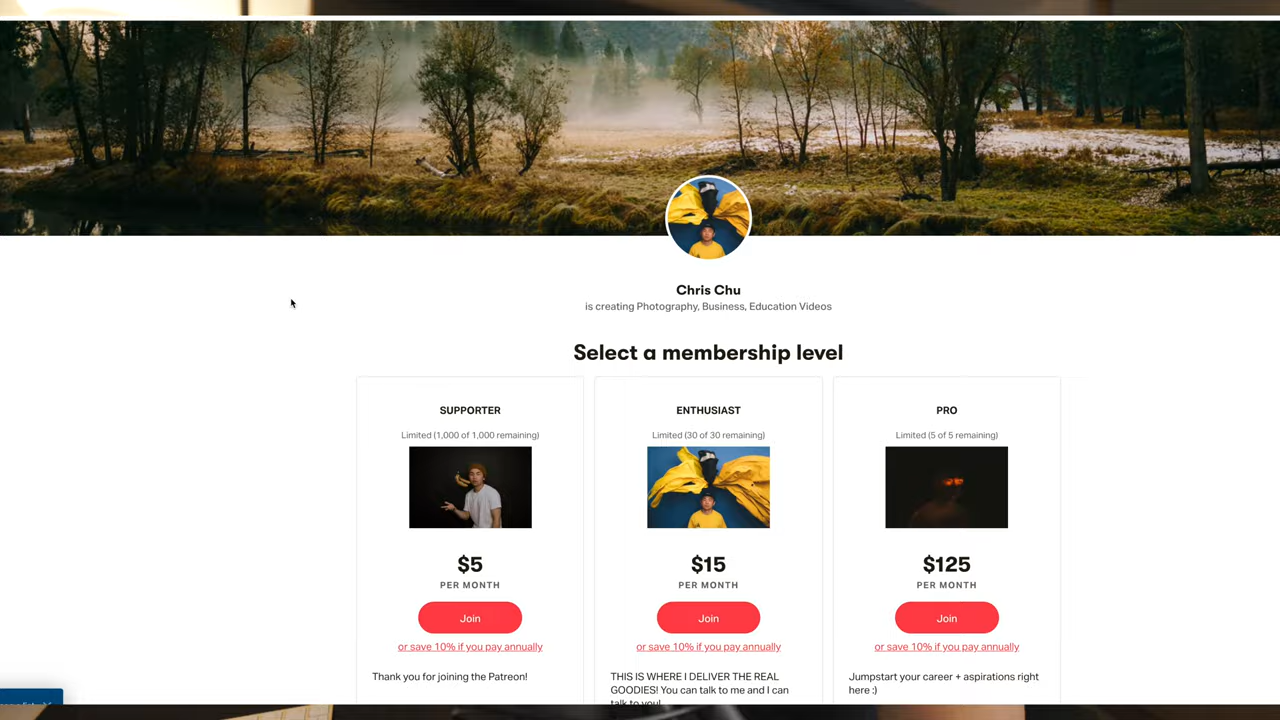 Chris Chu
is creating Photography, Business, Education Videos
Select a membership level
SUPPORTER
Limited (1,000 of 1,000 remaining)
$5
PER MONTH
Join
or save 10% if you pay annually
Thank you for joining the Patreon!
ENTHUSIAST
Limited (30 of 30 remaining)
$15
PER MONTH
Join
or save 10% if you pay annually
THIS IS WHERE I DELIVER THE REAL
GOODIES! You can talk to me and I can
talk to you!
PRO
Limited (5 of 5 remaining)
$125
PER MONTH
Join
or save 10% if you pay annually
Jumpstart your career + aspirations right
here :)